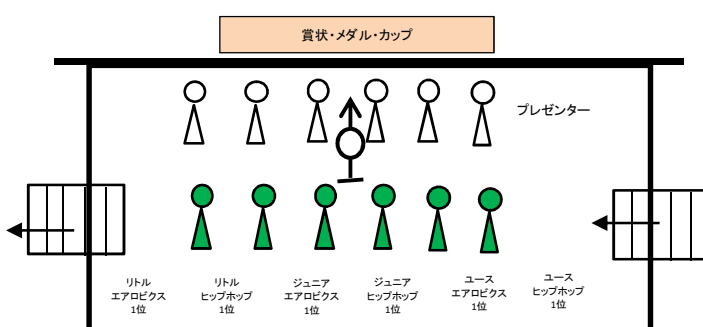 賞状・メダル・カップ
プレゼンター
リトル
エアロビクス
1位
リトル
ヒップホップ
1位
ジュニア
エアロビクス
1位
ジュニア
ヒップホップ
1位
ユース
エアロビクス
1位
ユース
ヒップホップ
1位